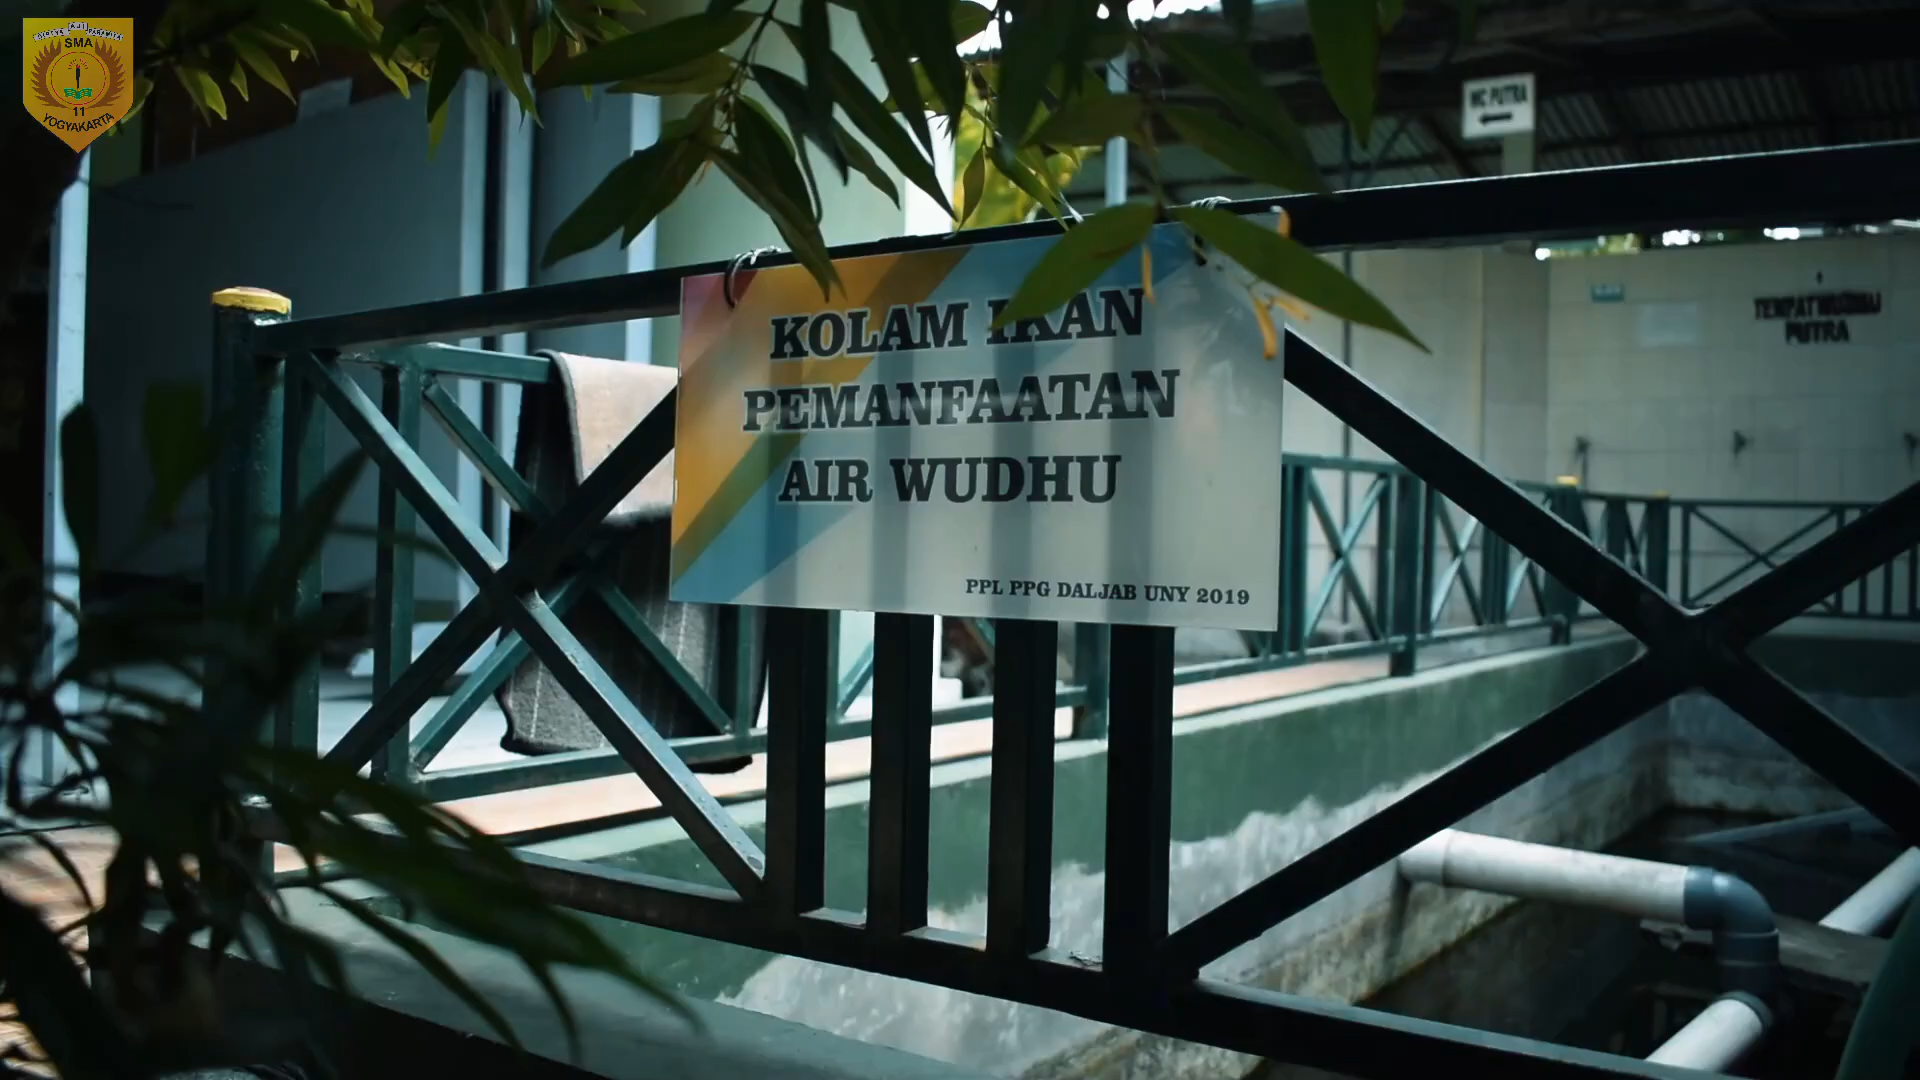 SMA
11
YOGYAKARTA
WC PUTRA
KOLAM IKAN
PEMANFAATAN
AIR WUDHU
PPL PPG DALJAB UNY 2019
TEMPAT WUDHU
PUTRA